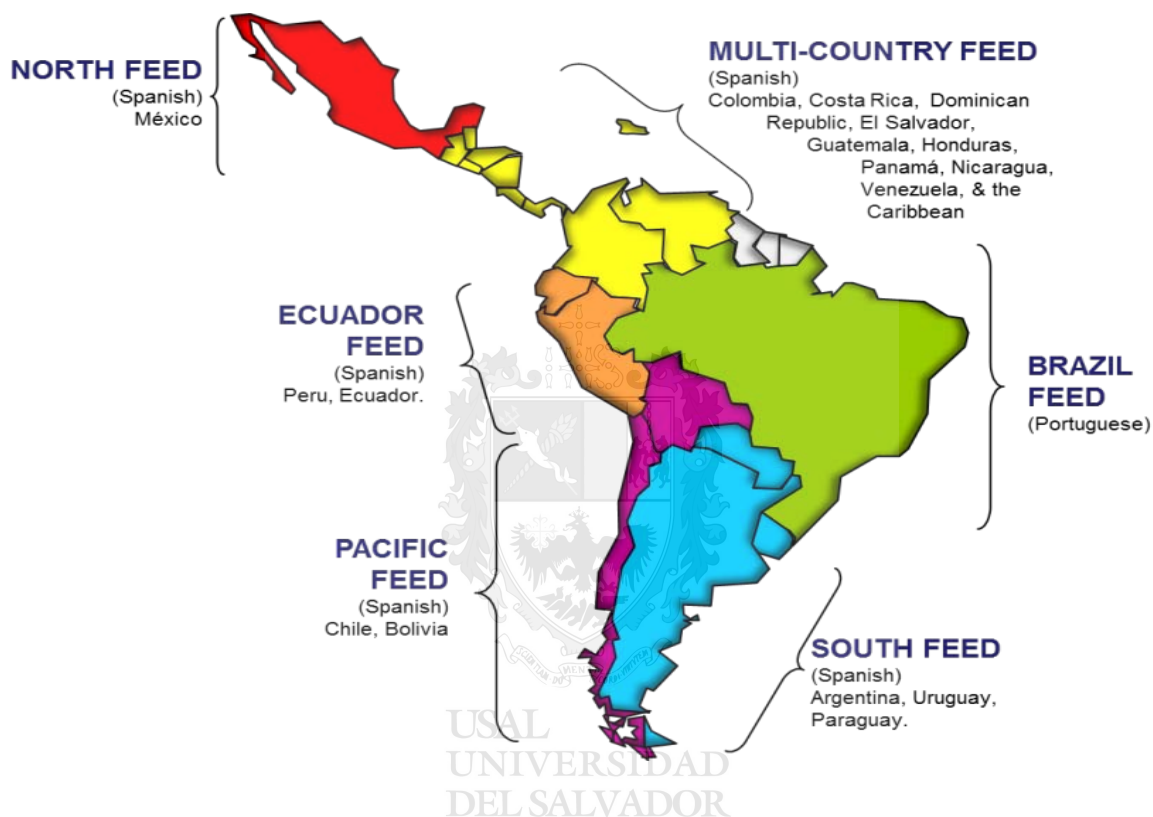 NORTH FEED
(Spanish)
México
MULTI-COUNTRY FEED
(Spanish)
Colombia, Costa Rica, Dominican
Republic, El Salvador,
Guatemala, Honduras,
Panamá, Nicaragua,
Venezuela, & the
Caribbean
ECUADOR
FEED
(Spanish)
Peru, Ecuador.
BRAZIL
FEED
(Portuguese)
PACIFIC
FEED
(Spanish)
Chile, Bolivia
SOUTH FEED
(Spanish)
Argentina, Uruguay,
Paraguay.
USAL
UNIVERSIDAD
DEL SALVADOR